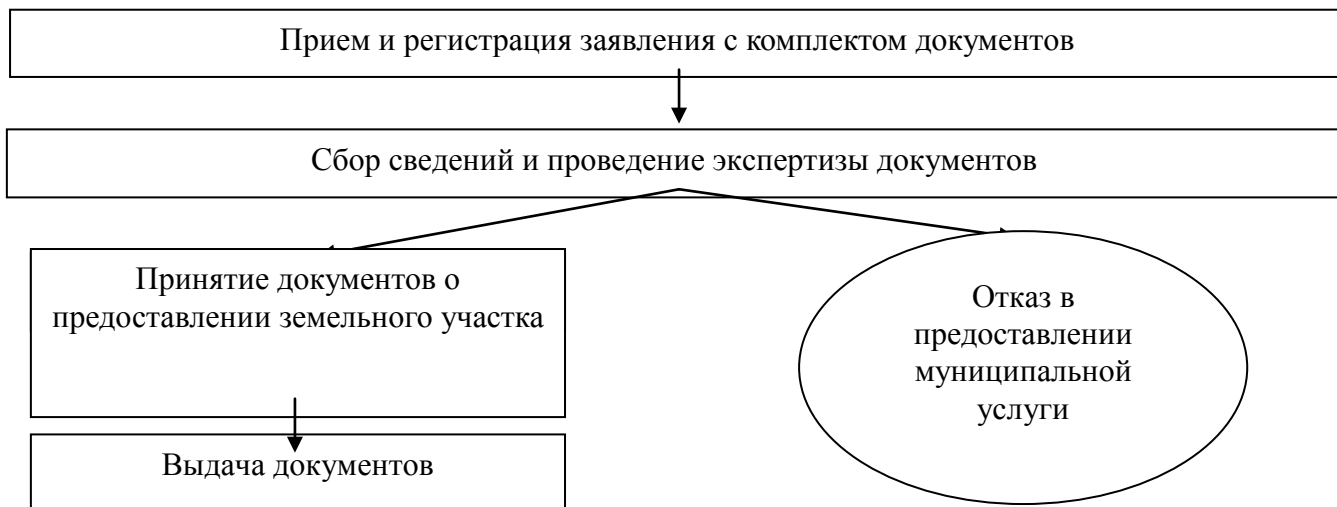 Прием и регистрация заявления с комплектом документов
Сбор сведений и проведение экспертизы документов
Принятие документов о
предоставлении земельного участка
Отказ в
предоставлении
муниципальной
услуги
Выдача документов